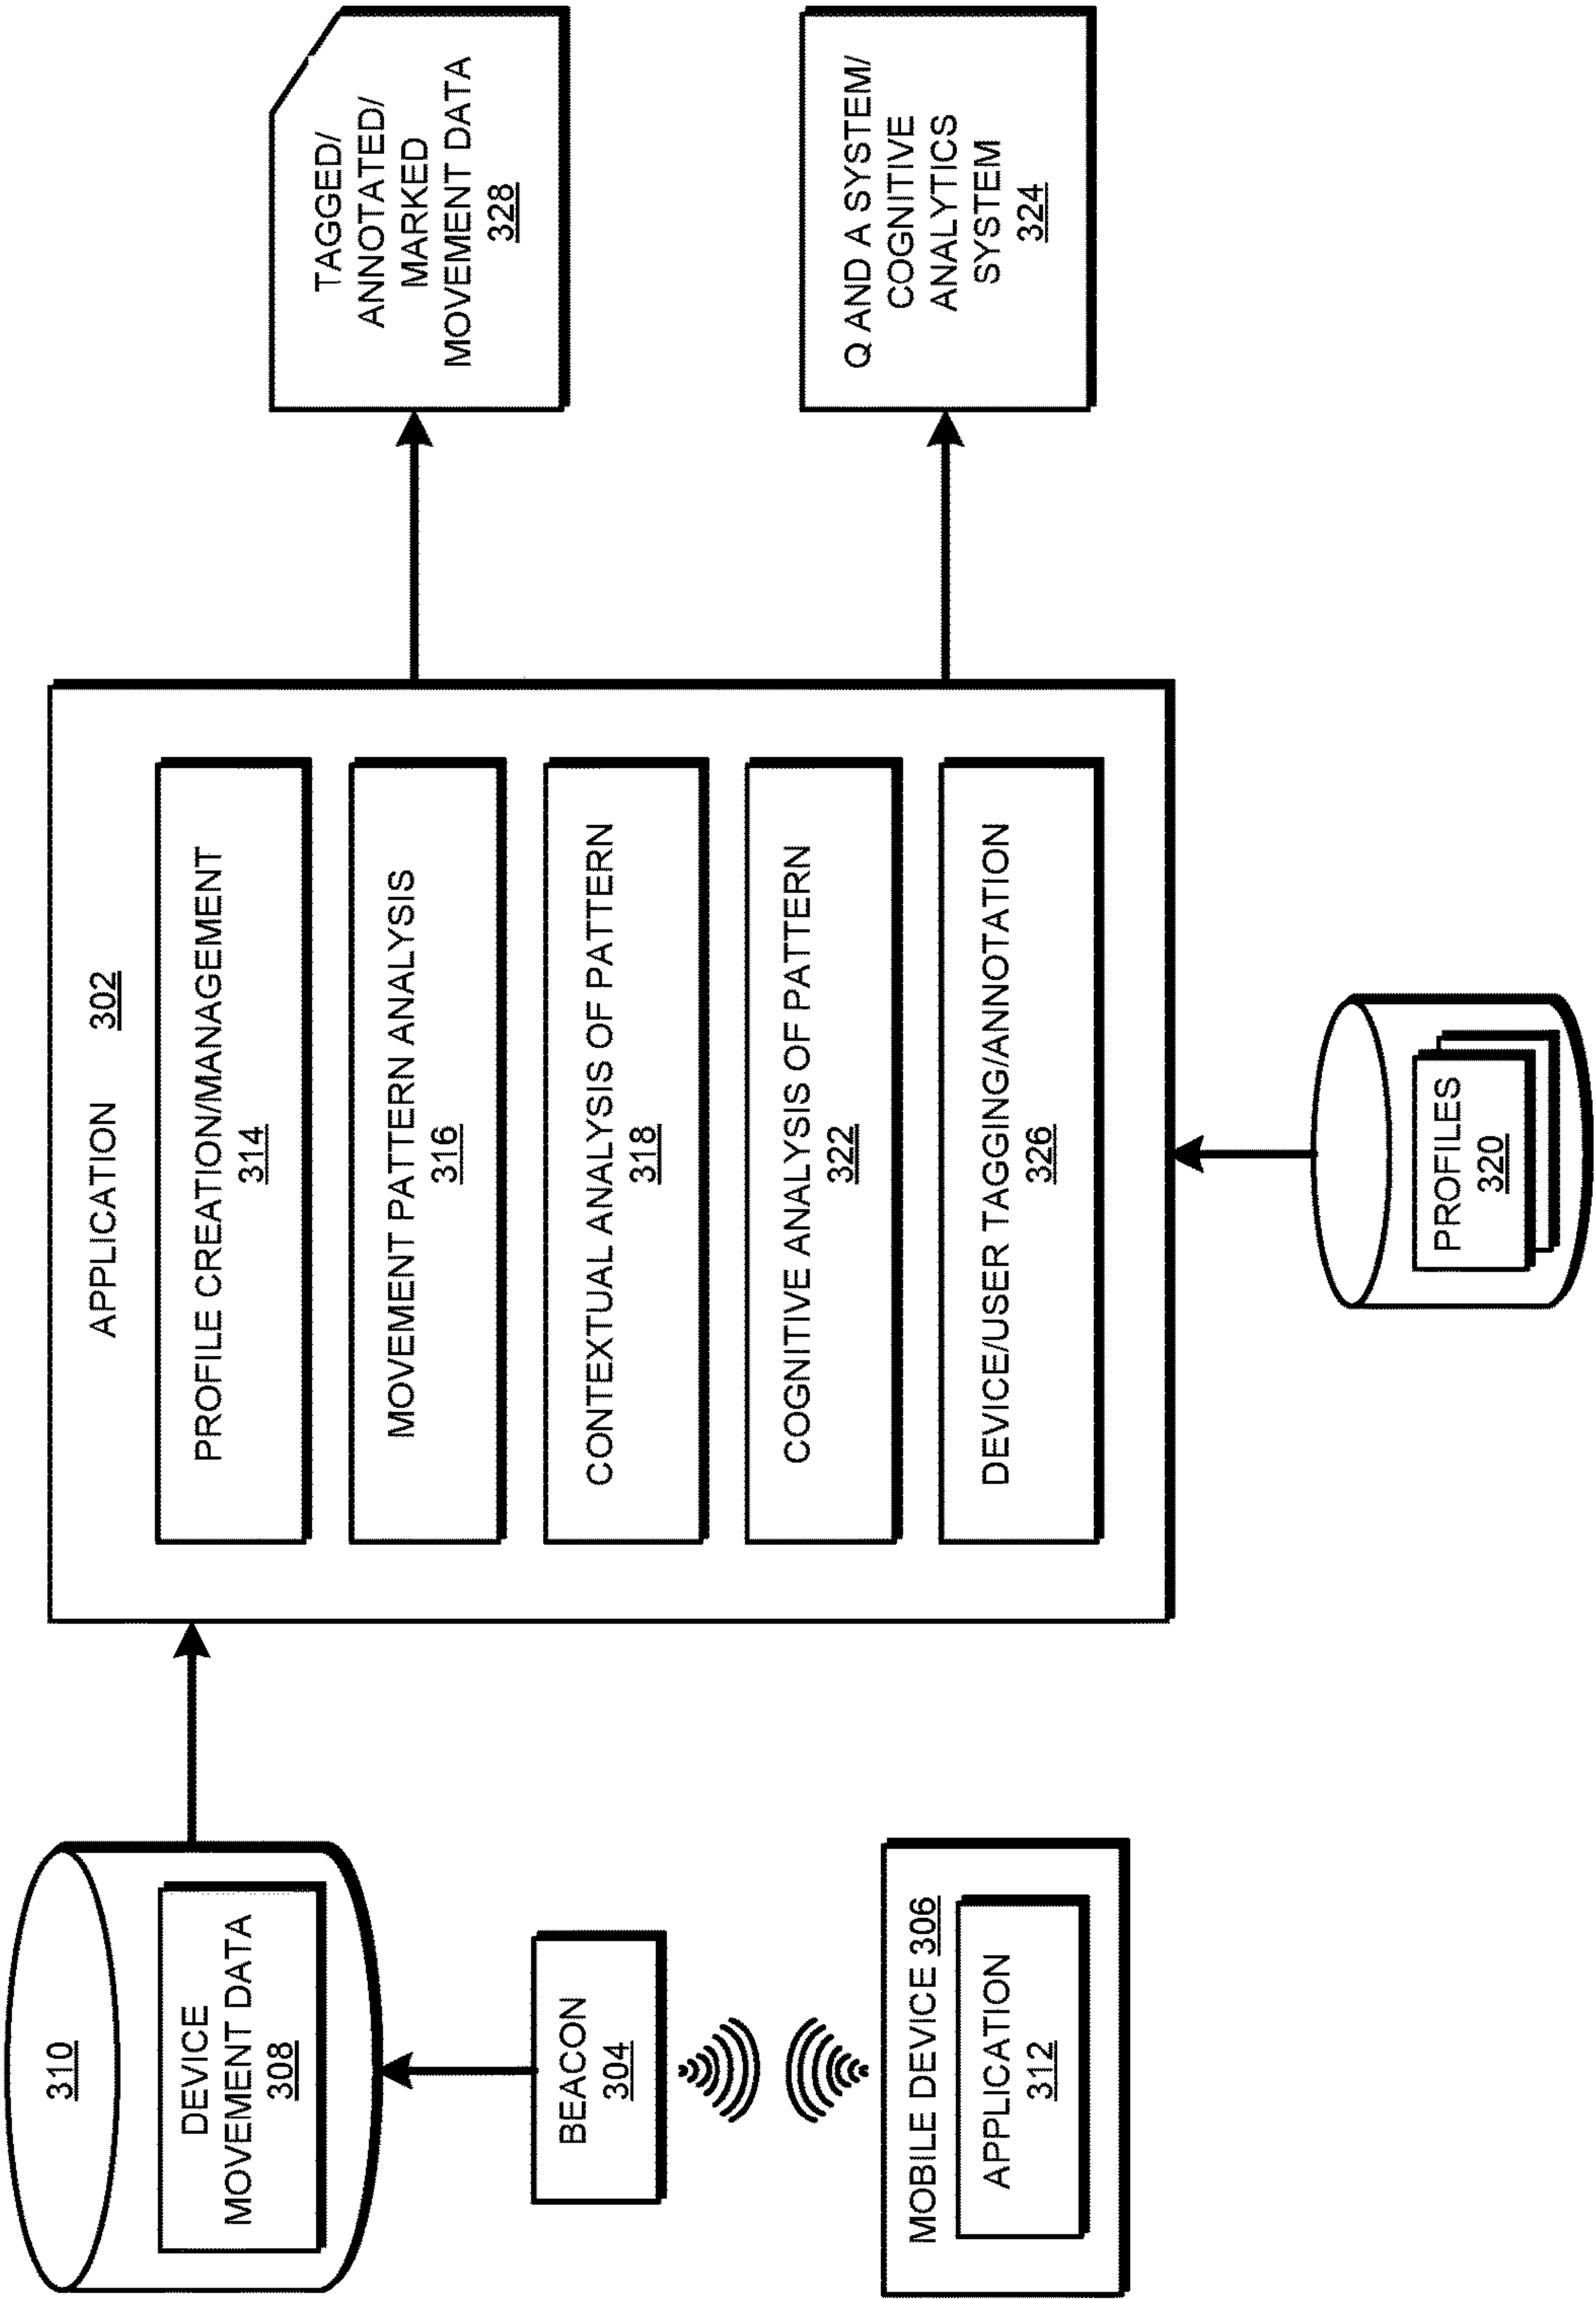 310
DEVICE
MOVEMENT DATA
308
BEACON
304
MOBILE DEVICE 306
APPLICATION
312
APPLICATION 302
PROFILE CREATION/MANAGEMENT
314
MOVEMENT PATTERN ANALYSIS
316
CONTEXTUAL ANALYSIS OF PATTERN
318
COGNITIVE ANALYSIS OF PATTERN
322
DEVICE/USER TAGGING/ANNOTATION
326
PROFILES
320
TAGGED/
ANNOTATED/
MARKED
MOVEMENT DATA
328
Q AND A SYSTEM/
COGNITIVE
ANALYTICS
SYSTEM
324